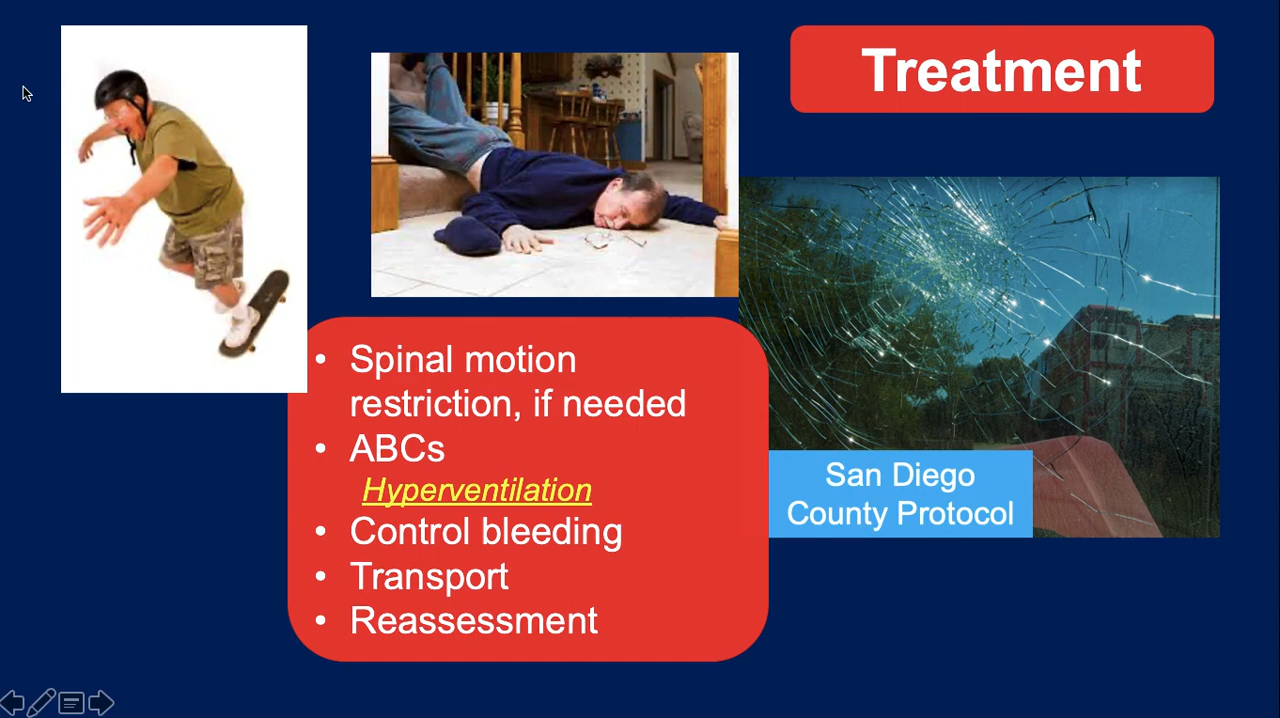 Treatment
• Spinal motion
restriction, if needed
• ABCs
Hyperventilation
• Control bleeding
• Transport
• Reassessment
San Diego
County Protocol